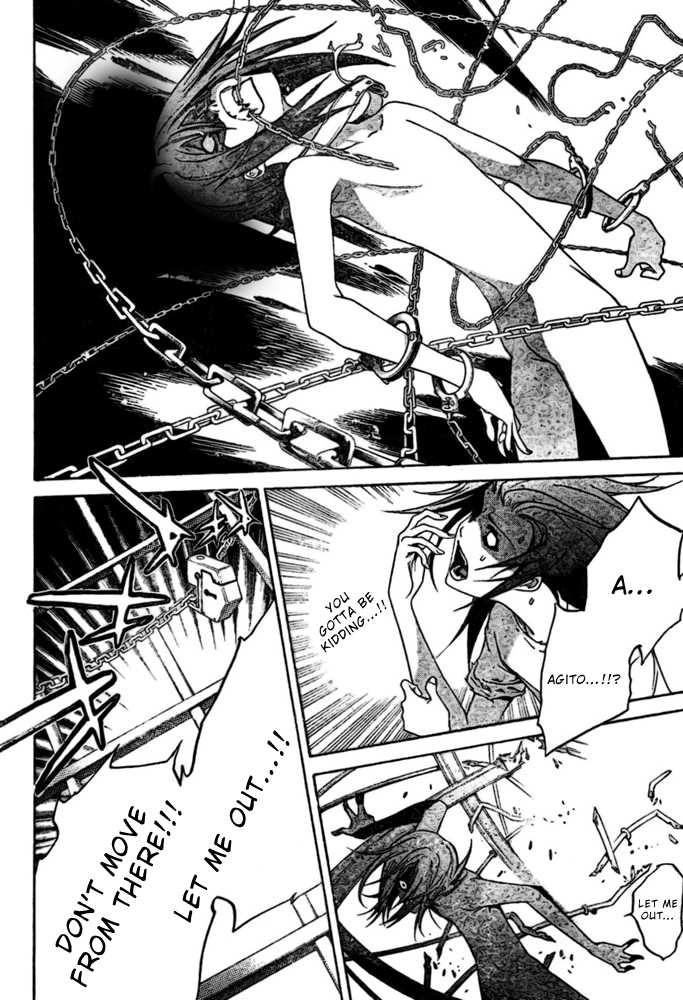 A...
AGITO...!!?
YOU
GOTTA BE
KIDDING...!!
LET ME OUT...!!
DON'T MOVE
FROM THERE!!!
LET ME
OUT...